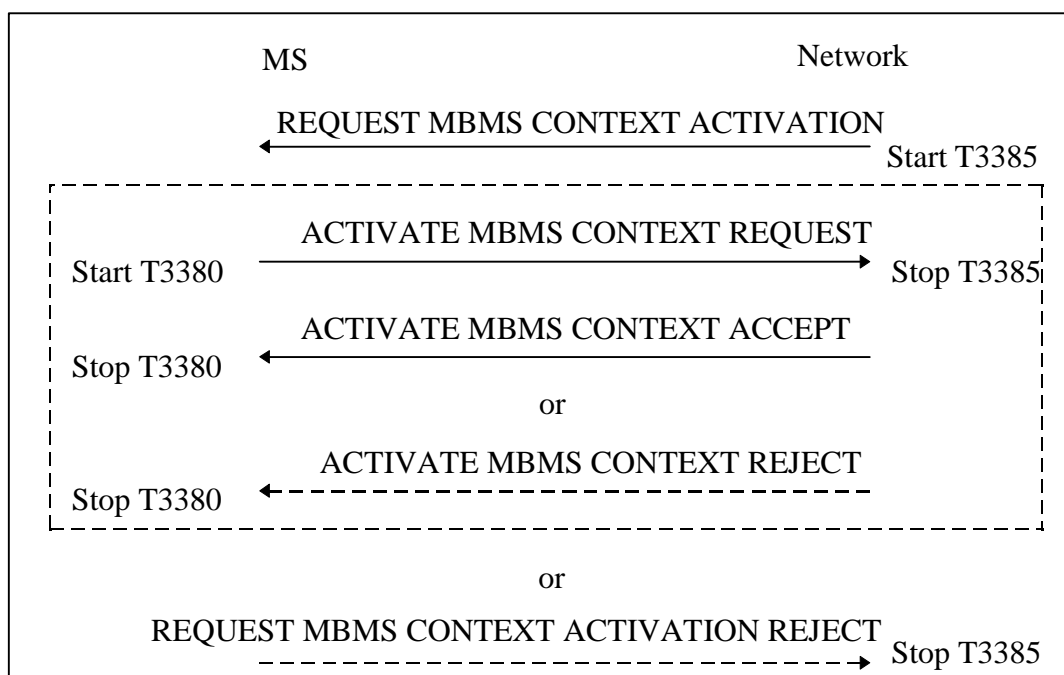 MS Network
REQUEST MBMS CONTEXT ACTIVATION
Start T3385
ACTIVATE MBMS CONTEXT REQUEST
Start T3380 Stop T3385
ACTIVATE MBMS CONTEXT ACCEPT
Stop T3380
or
ACTIVATE MBMS CONTEXT REJECT
Stop T3380
or
REQUEST MBMS CONTEXT ACTIVATION REJECT
Stop T3385